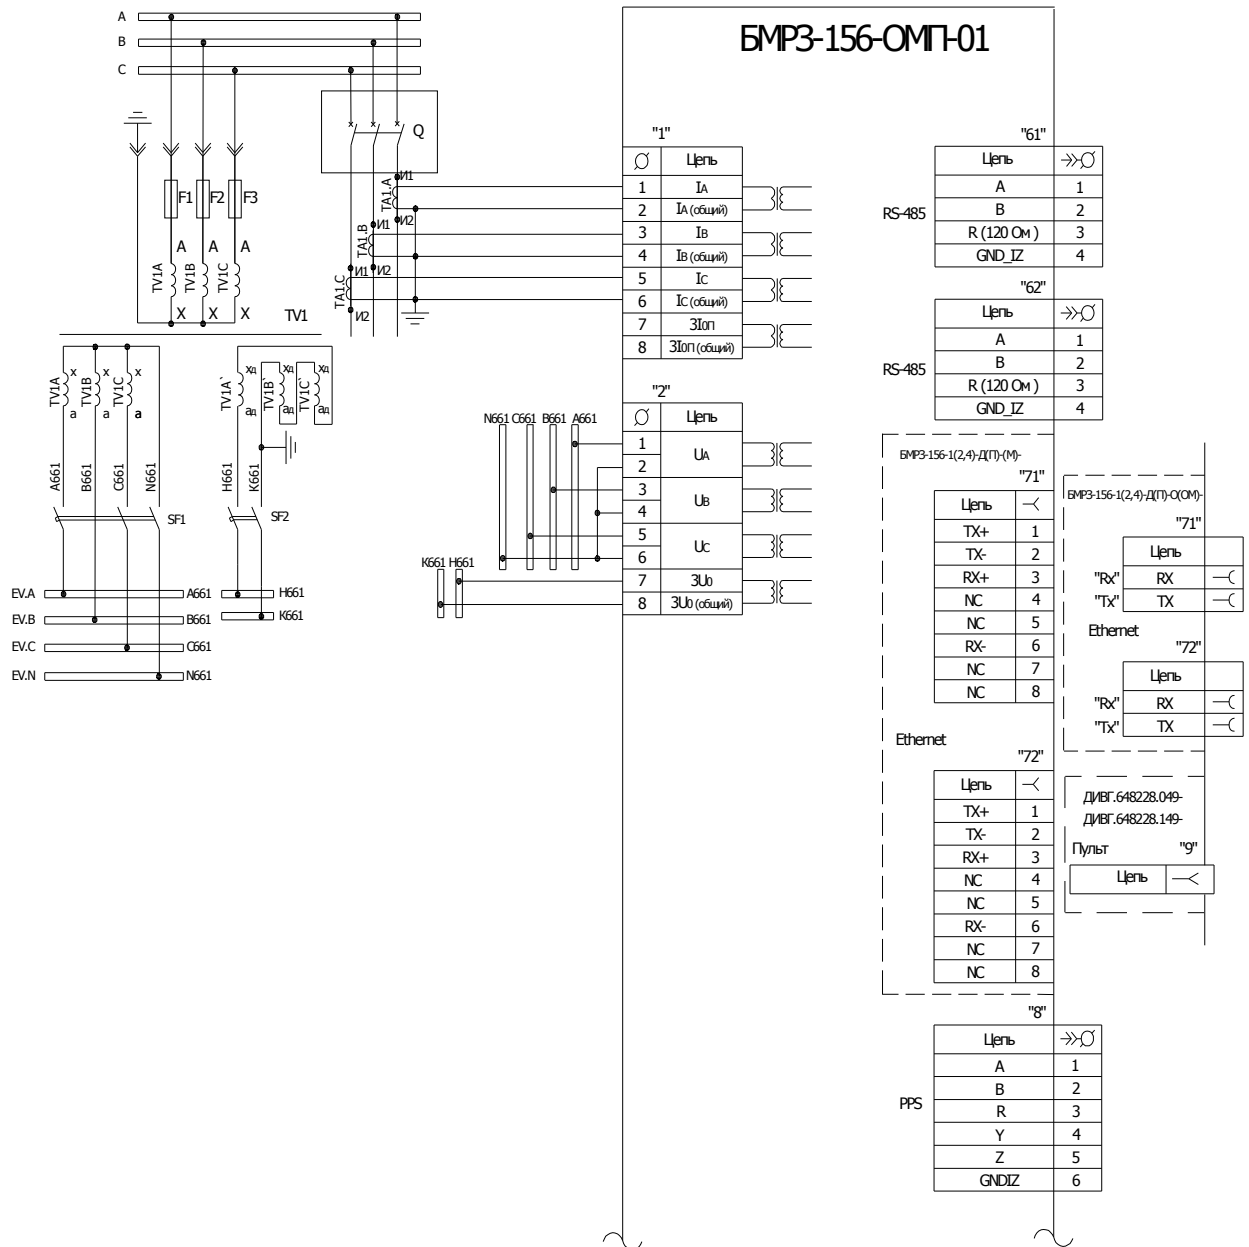 БМРЗ-156-ОМП-01
A
B
C
Q
F1
F2
F3
A
A
A
TV1A
TV1B
TV1C
X
X
X
TV1
TA1.A
И1
И2
TA1.B
И1
И2
TA1.C
И1
И2
"1"
Цепь
1 IA
2 IA (общий)
3 IB
4 IB (общий)
5 IC
6 IC (общий)
7 3I0П
8 3I0П (общий)
"2"
Цепь
1
UA
2
3
UB
4
5
UC
6
7 3U0
8 3U0 (общий)
N661 C661 B661 A661
K661 H661
TV1A
TV1B
TV1C
x
x
x
a
a
a
TV1A`
TV1B`
TV1C`
xд
xд
xд
aд
aд
aд
A661
B661
C661
N661
H661
K661
SF1
SF2
EV.A
A661
EV.B
B661
EV.C
C661
EV.N
N661
H661
K661
"61"
RS-485
Цепь
A 1
B 2
R (120 Ом ) 3
GND_IZ 4
"62"
RS-485
Цепь
A 1
B 2
R (120 Ом ) 3
GND_IZ 4
БМРЗ-156-1(2,4)-Д(П)-(М)-
"71"
Цепь
TX+ 1
TX- 2
RX+ 3
NC 4
NC 5
RX- 6
NC 7
NC 8
Ethernet
"72"
Цепь
TX+ 1
TX- 2
RX+ 3
NC 4
NC 5
RX- 6
NC 7
NC 8
БМРЗ-156-1(2,4)-Д(П)-О(ОМ)-
"71"
Цепь
"Rx" RX
"Tx" TX
Ethernet
"72"
Цепь
"Rx" RX
"Tx" TX
ДИВГ.648228.049-
ДИВГ.648228.149-
Пульт "9"
Цепь
"8"
PPS
Цепь
A 1
B 2
R 3
Y 4
Z 5
GNDIZ 6